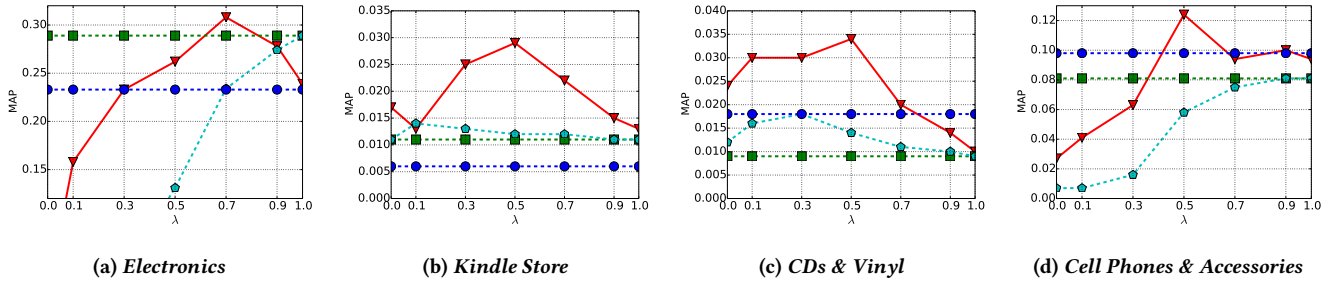 0.30
0.25
0.20
0.15
MAP
0.0 0.1 0.3 0.5 0.7 0.9 1.0
λ
(a) Electronics
0.035
0.030
0.025
0.020
0.015
0.010
0.005
0.000
MAP
0.0 0.1 0.3 0.5 0.7 0.9 1.0
λ
(b) Kindle Store
0.040
0.035
0.030
0.025
0.020
0.015
0.010
0.005
0.000
MAP
0.0 0.1 0.3 0.5 0.7 0.9 1.0
λ
(c) CDs & Vinyl
0.12
0.10
0.08
0.06
0.04
0.02
0.00
MAP
0.0 0.1 0.3 0.5 0.7 0.9 1.0
λ
(d) Cell Phones & Accessories